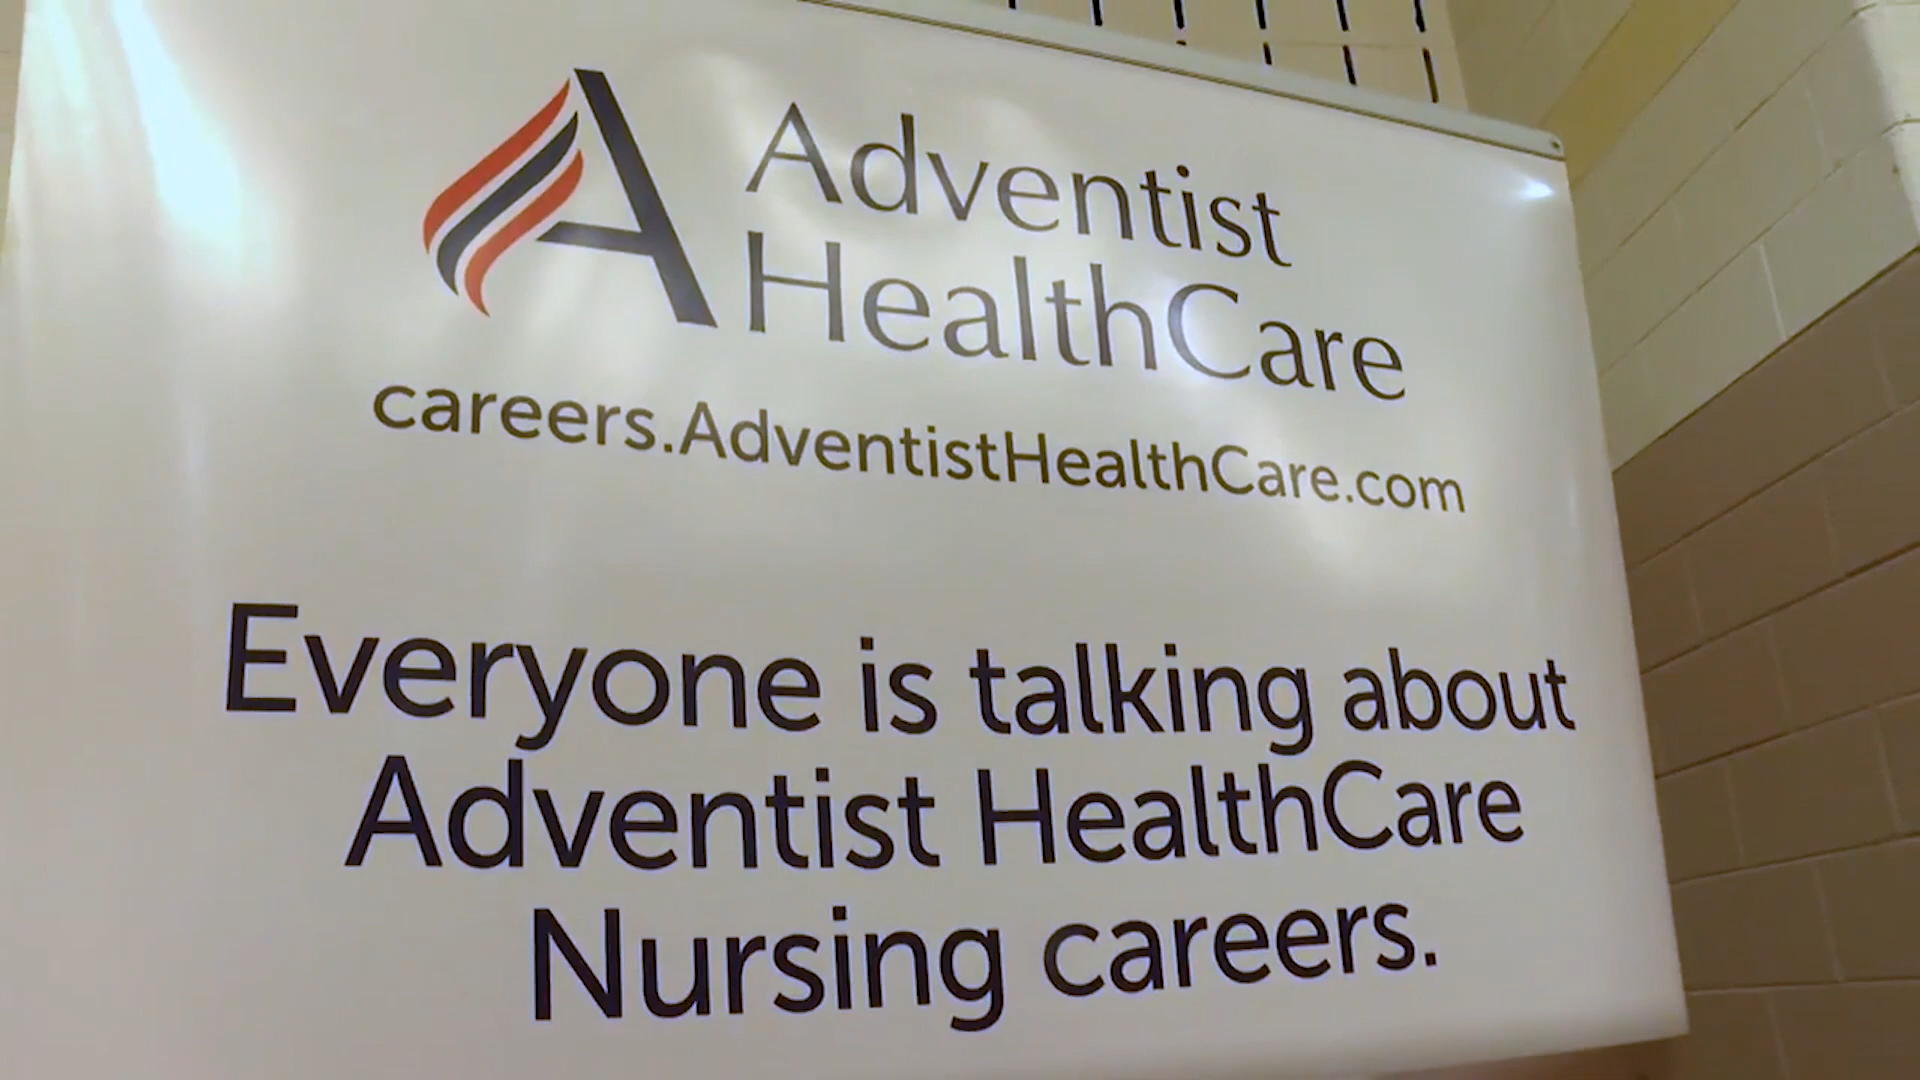 Adventist
HealthCare
careers.AdventistHealthCare.com
Everyone is talking about
Adventist HealthCare
Nursing careers.